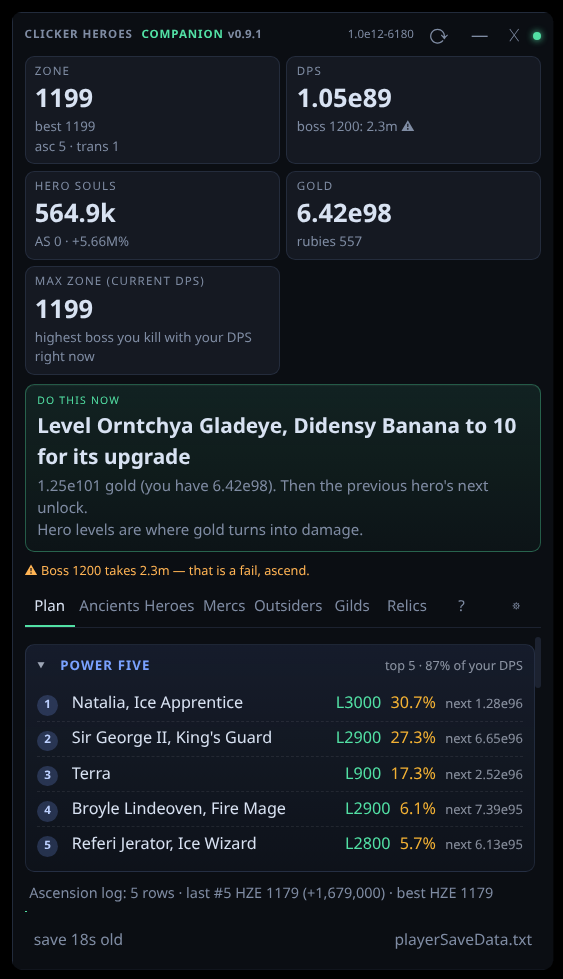 CLICKER HEROES COMPANION v0.9.1 1.0e12-6180
ZONE
1199
best 1199
asc 5 · trans 1
DPS
1.05e89
boss 1200: 2.3m ⚠
HERO SOULS
564.9k
AS 0 · +5.66M%
GOLD
6.42e98
rubies 557
MAX ZONE (CURRENT DPS)
1199
highest boss you kill with your DPS
right now
DO THIS NOW
Level Orntchya Gladeye, Didensy Banana to 10
for its upgrade
1.25e101 gold (you have 6.42e98). Then the previous hero's next
unlock.
Hero levels are where gold turns into damage.
⚠ Boss 1200 takes 2.3m — that is a fail, ascend.
Plan Ancients Heroes Mercs Outsiders Gilds Relics ?
POWER FIVE top 5 · 87% of your DPS
1 Natalia, Ice Apprentice L3000 30.7% next 1.28e96
2 Sir George II, King's Guard L2900 27.3% next 6.65e96
3 Terra L900 17.3% next 2.52e96
4 Broyle Lindeoven, Fire Mage L2900 6.1% next 7.39e95
5 Referi Jerator, Ice Wizard L2800 5.7% next 6.13e95
Ascension log: 5 rows · last #5 HZE 1179 (+1,679,000) · best HZE 1179
save 18s old playerSaveData.txt